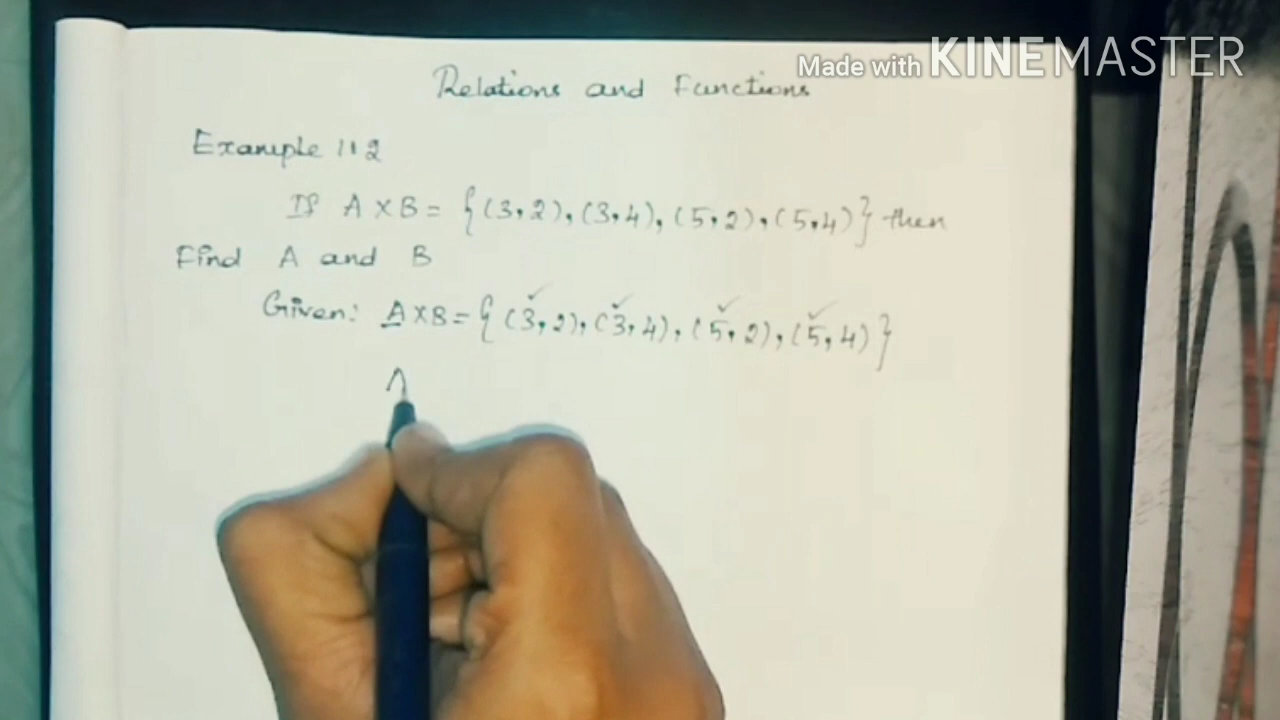 Made with KINEMASTER
Relations and Functions
Example 1.2
If A×B = {(3,2),(3,4),(5,2),(5,4)} then
Find A and B
Given: A×B = {(3,2),(3,4),(5,2),(5,4)}
A